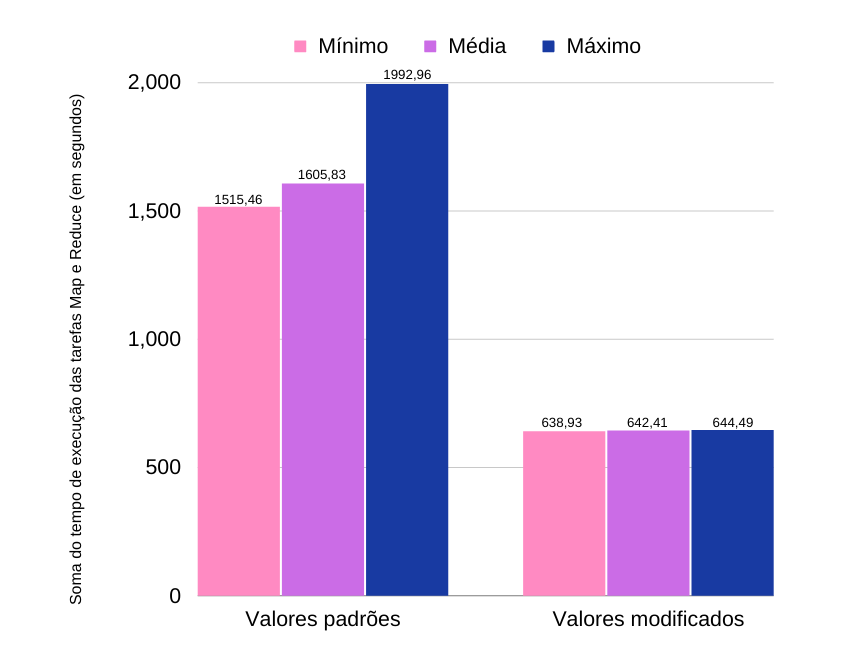 Mínimo Média Máximo
Soma do tempo de execução das tarefas Map e Reduce (em segundos)
2,000
1,500
1,000
500
0
1515,46
1605,83
1992,96
638,93
642,41
644,49
Valores padrões
Valores modificados